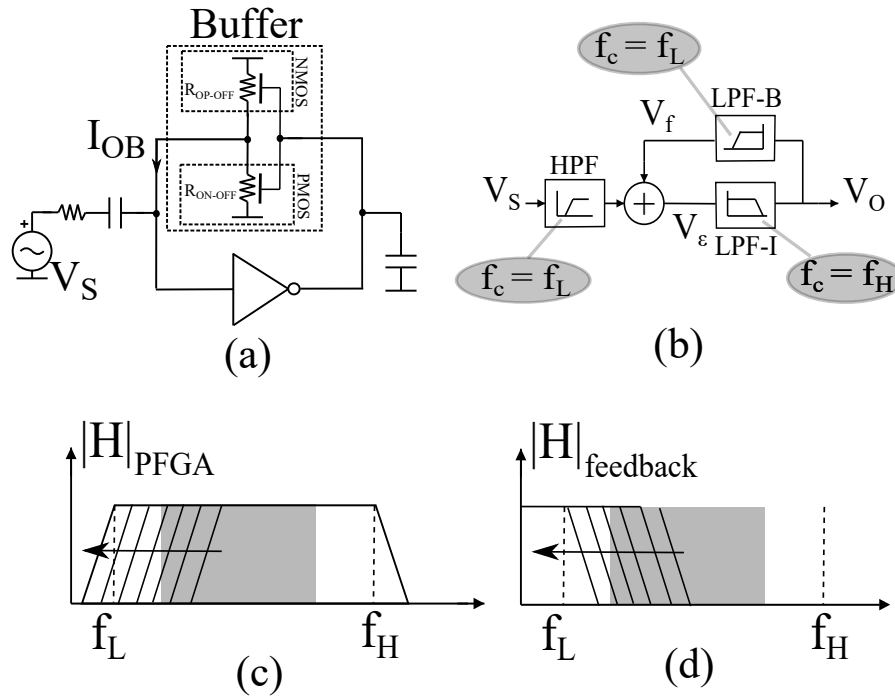 Buffer
R_OP-OFF
NMOS
I_OB
R_ON-OFF
PMOS
+
V_S
(a)
f_c = f_L
LPF-B
V_f
HPF
V_S
+
V_ε
LPF-I
V_O
f_c = f_L
f_c = f_H
(b)
|H|_PFGA
f_L
f_H
(c)
|H|_feedback
f_L
f_H
(d)